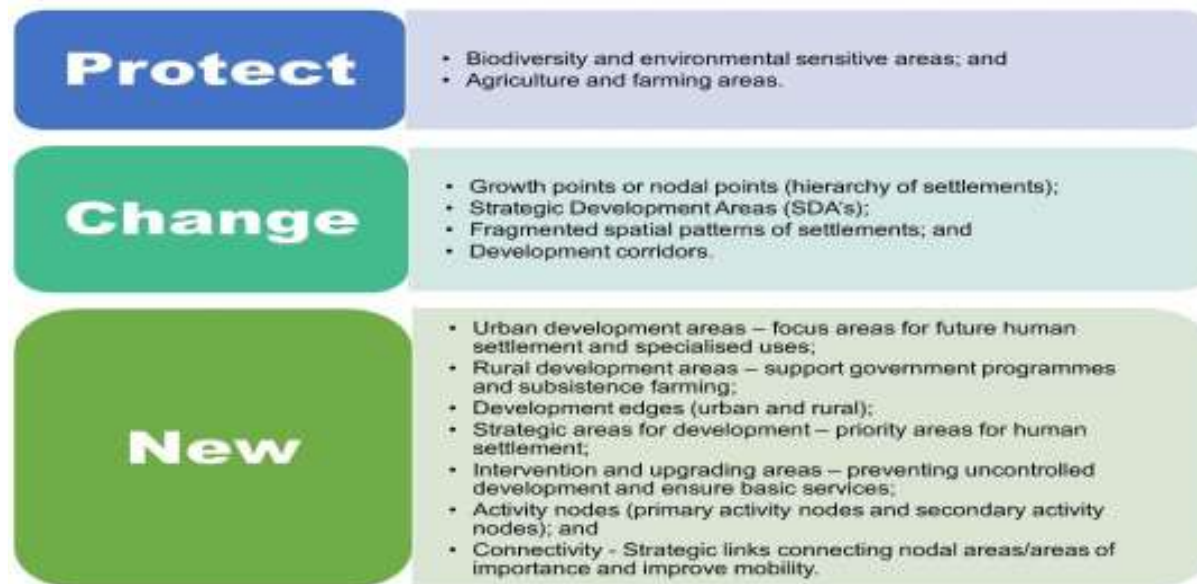 Protect
• Biodiversity and environmental sensitive areas; and
• Agriculture and farming areas.
Change
• Growth points or nodal points (hierarchy of settlements);
• Strategic Development Areas (SDA's);
• Fragmented spatial patterns of settlements; and
• Development corridors.
New
• Urban development areas – focus areas for future human
settlement and specialised uses;
• Rural development areas – support government programmes
and subsistence farming;
• Development edges (urban and rural);
• Strategic areas for development – priority areas for human
settlement;
• Intervention and upgrading areas – preventing uncontrolled
development and ensure basic services;
• Activity nodes (primary activity nodes and secondary activity
nodes); and
• Connectivity - Strategic links connecting nodal areas/areas of
importance and improve mobility.